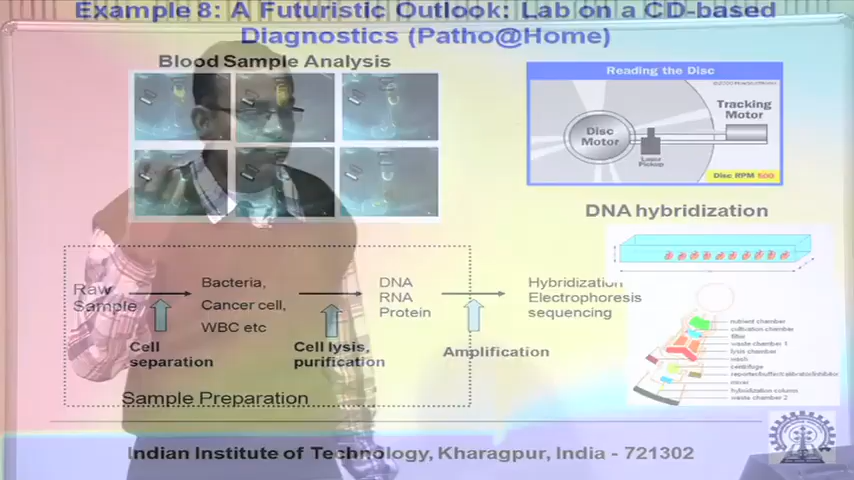 Example 8: A Futuristic Outlook: Lab on a CD-based
Diagnostics (Patho@Home)
Blood Sample Analysis
Reading the Disc
Tracking
Motor
Disc
Motor
Laser
Pickup
Disc RPM 500
DNA hybridization
Raw
Sample
Bacteria,
Cancer cell,
WBC etc
DNA
RNA
Protein
Hybridization
Electrophoresis
sequencing
Cell
separation
Cell lysis,
purification
Amplification
Sample Preparation
nutrient chamber
cultivation chamber
filter
waste chamber 1
lysis chamber
wash
centrifuge
mixer
hybridization column
waste chamber 2
Indian Institute of Technology, Kharagpur, India - 721302